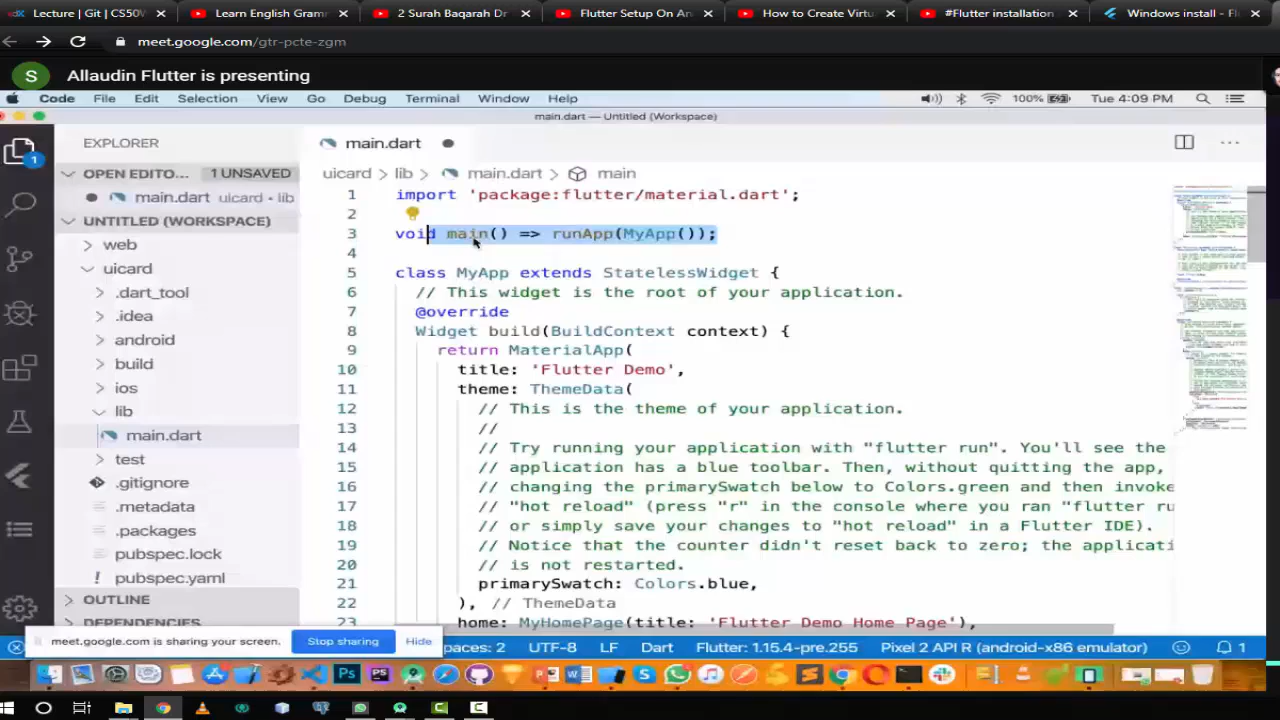 Lecture | Git | CS50W
Learn English Gram
2 Surah Baqarah Dr
Flutter Setup On An
How to Create Virtu
#Flutter installation
Windows install - Fl
meet.google.com/gtr-pcte-zgm
S
Allaudin Flutter is presenting
Code File Edit Selection View Go Debug Terminal Window Help 100% Tue 4:09 PM
main.dart — Untitled (Workspace)
EXPLORER
main.dart
1
OPEN EDITO... 1 UNSAVED
uicard > lib > main.dart > main
main.dart uicard • lib
UNTITLED (WORKSPACE)
web
uicard
.dart_tool
.idea
android
build
ios
lib
main.dart
test
.gitignore
.metadata
.packages
pubspec.lock
! pubspec.yaml
OUTLINE
DEPENDENCIES
1 import 'package:flutter/material.dart';
2
3 void main() => runApp(MyApp());
4
5 class MyApp extends StatelessWidget {
6 // This widget is the root of your application.
7 @override
8 Widget build(BuildContext context) {
9 return MaterialApp(
10 title: 'Flutter Demo',
11 theme: ThemeData(
12 // This is the theme of your application.
13 //
14 // Try running your application with "flutter run". You'll see the
15 // application has a blue toolbar. Then, without quitting the app,
16 // changing the primarySwatch below to Colors.green and then invoke
17 // "hot reload" (press "r" in the console where you ran "flutter ru
18 // or simply save your changes to "hot reload" in a Flutter IDE).
19 // Notice that the counter didn't reset back to zero; the applicati
20 // is not restarted.
21 primarySwatch: Colors.blue,
22 ), // ThemeData
23 home: MyHomePage(title: 'Flutter Demo Home Page'),
meet.google.com is sharing your screen. Stop sharing Hide
paces: 2 UTF-8 LF Dart Flutter: 1.15.4-pre.255 Pixel 2 API R (android-x86 emulator) 1